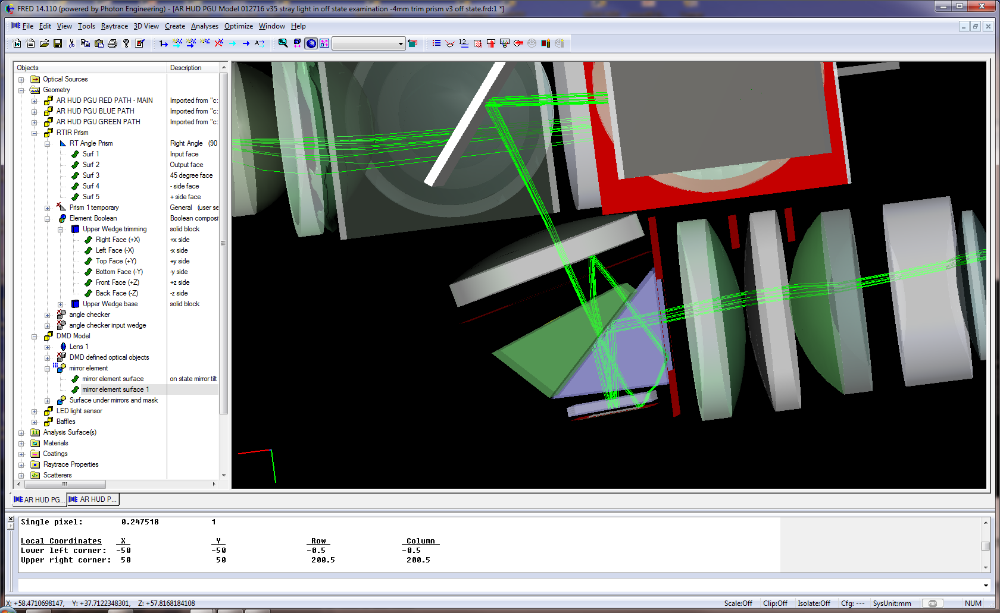 FRED 14.110 (powered by Photon Engineering) - [AR HUD PGU Model 012716 v35 stray light in off state examination -4mm trim prism v3 off state.frd:1 *]
File Edit View Tools Raytrace 3D View Create Analyses Optimize Window Help
Objects Description
Optical Sources
Geometry
AR HUD PGU RED PATH - MAIN Imported from "c:
AR HUD PGU BLUE PATH Imported from "c:
AR HUD PGU GREEN PATH Imported from "c:
RTIR Prism
RT Angle Prism Right Angle (90
Surf 1 Input face
Surf 2 Output face
Surf 3 45 degree face
Surf 4 - side face
Surf 5 + side face
Prism 1 temporary General (user se
Element Boolean Boolean composi
Upper Wedge trimming solid block
Right Face (+X) +x side
Left Face (-X) -x side
Top Face (+Y) +y side
Bottom Face (-Y) -y side
Front Face (+Z) +z side
Back Face (-Z) -z side
Upper Wedge base solid block
angle checker
angle checker input wedge
DMD Model
Lens 1
DMD defined optical objects
mirror element
mirror element surface on state mirror tilt
mirror element surface 1
Surface under mirrors and mask
LED light sensor
Baffles
Analysis Surface(s)
Materials
Coatings
Raytrace Properties
Scatterers
AR HUD PG... AR HUD P...
Single pixel: 0.247518 1
Local Coordinates X Y Row Column
Lower left corner: -50 -50 -0.5 -0.5
Upper right corner: 50 50 200.5 200.5
X: +58.4710698147, Y: +37.7122348301, Z: +57.8168184108 Scale:Off Clip:Off Isolate:Off Cfg: --- SysUnit:mm STOP NUM